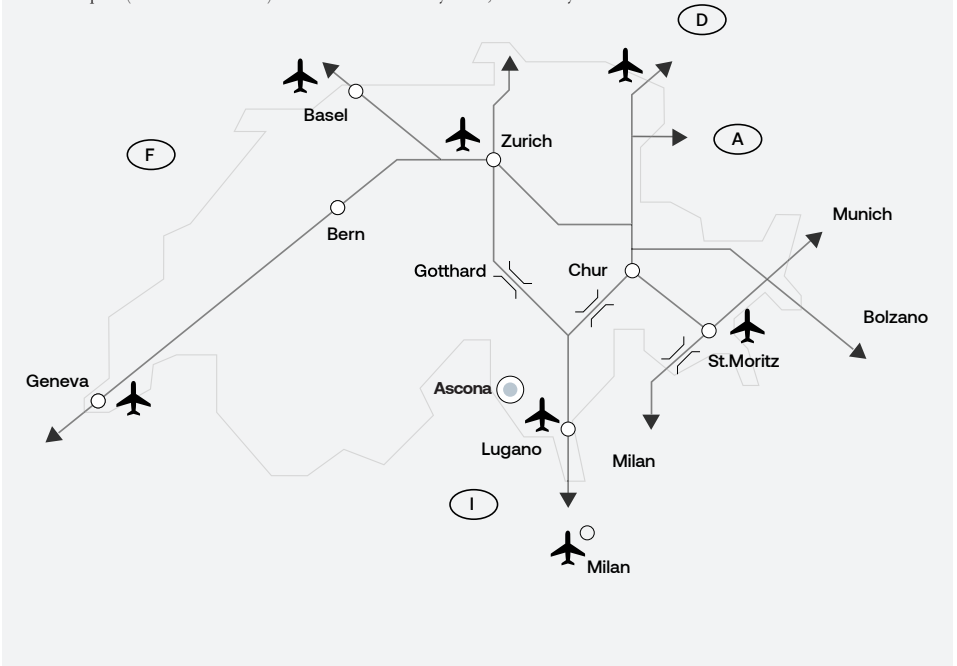 D
Basel
Zurich
A
F
Munich
Bern
Gotthard
Chur
Bolzano
St.Moritz
Geneva
Ascona
Lugano
Milan
I
Milan